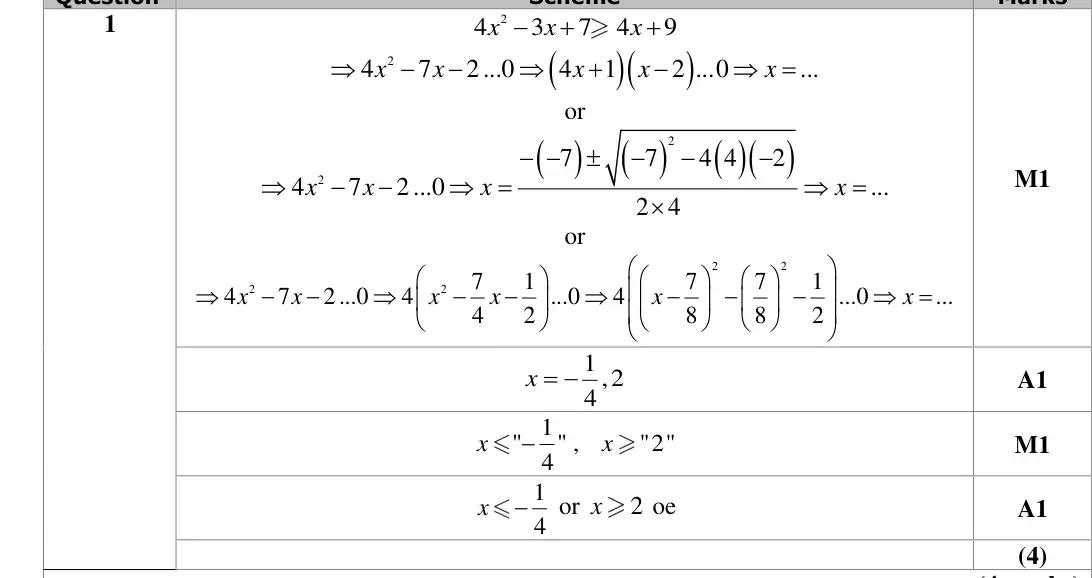 Question Scheme Marks
1
4x² − 3x + 7 ⩾ 4x + 9
⇒ 4x² − 7x − 2 ...0 ⇒ (4x + 1)(x − 2)...0 ⇒ x = ...
or
⇒ 4x² − 7x − 2 ...0 ⇒ x = (−(−7) ± √((−7)² − 4(4)(−2))) / (2×4) ⇒ x = ...
or
⇒ 4x² − 7x − 2 ...0 ⇒ 4(x² − 7/4 x − 1/2)...0 ⇒ 4((x − 7/8)² − (7/8)² − 1/2)...0 ⇒ x = ...
M1
x = −1/4, 2 A1
x ⩽ "−1/4", x ⩾ "2" M1
x ⩽ −1/4 or x ⩾ 2 oe A1
(4)